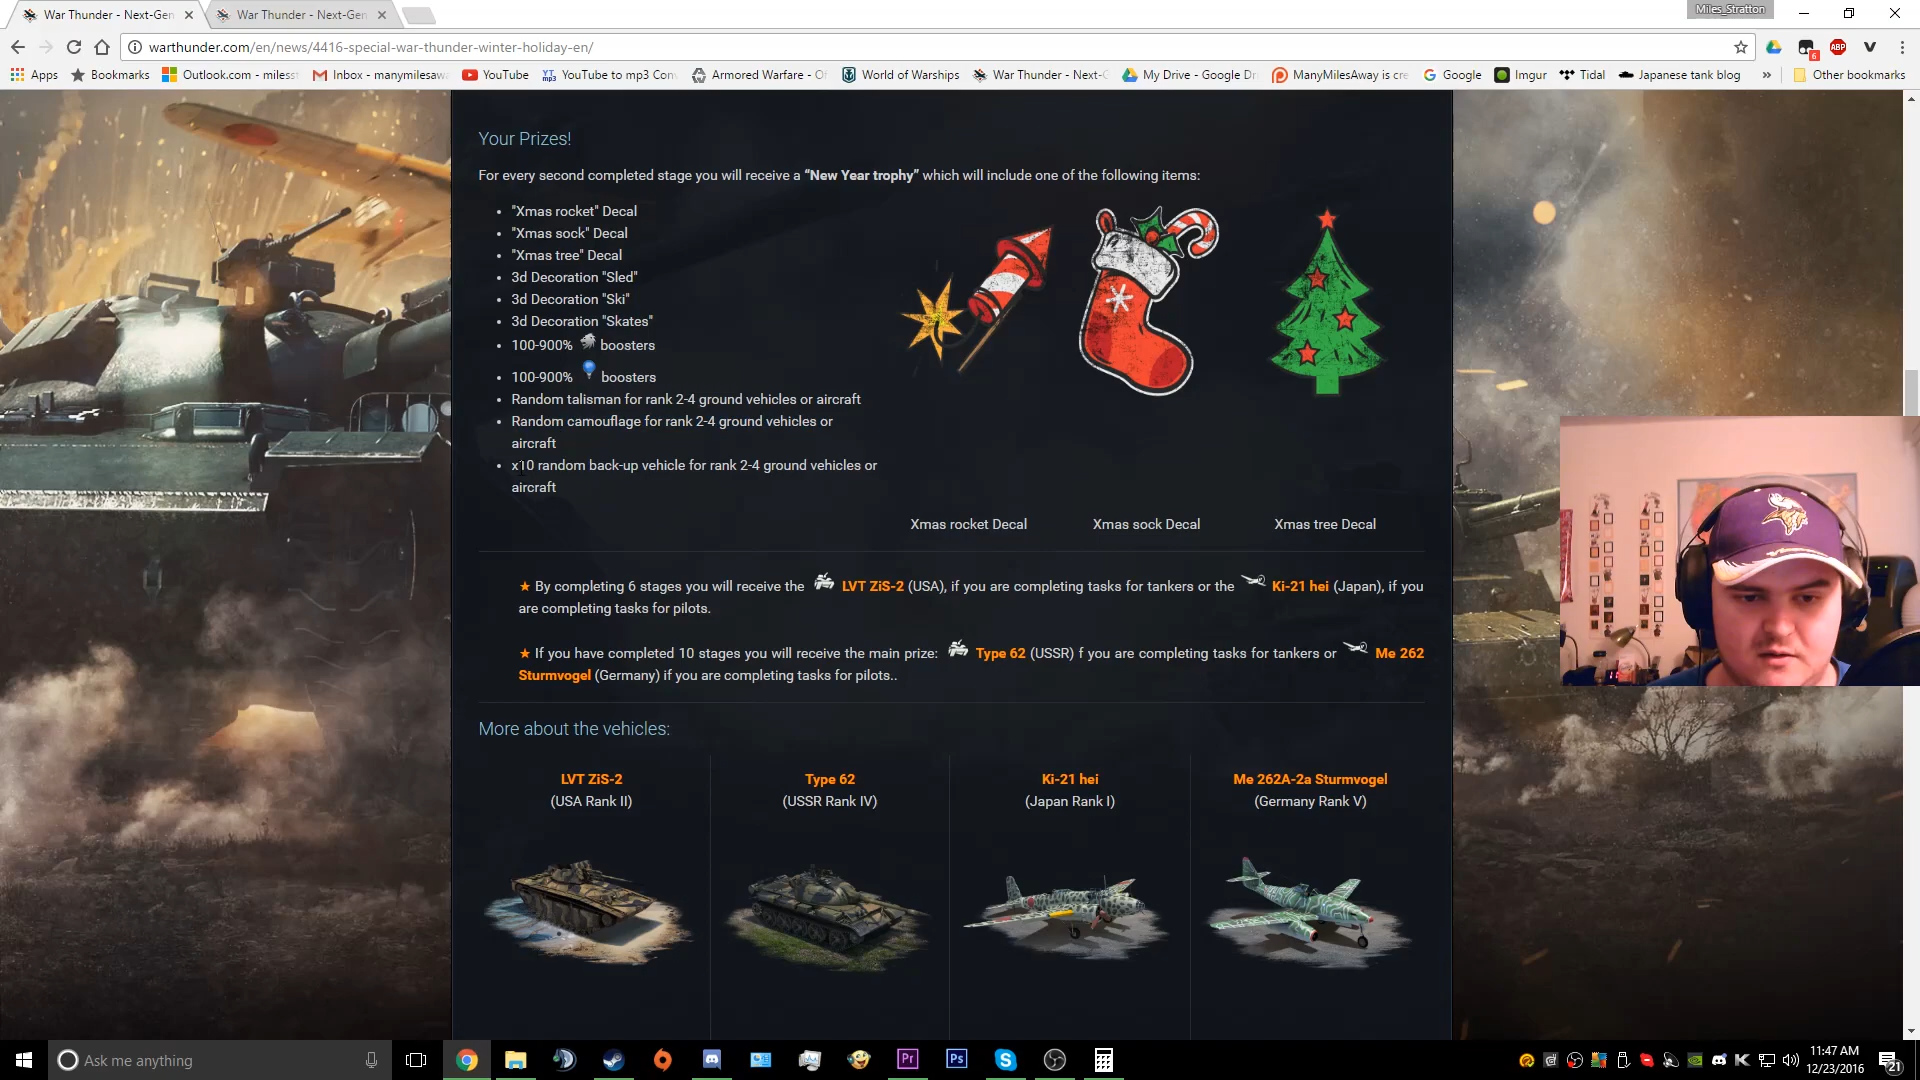 War Thunder - Next-Gen
War Thunder - Next-Gen
Miles_Stratton
warthunder.com/en/news/4416-special-war-thunder-winter-holiday-en/
6
ABP
Apps
Bookmarks
Outlook.com - milesst
Inbox - manymilesaw
YouTube
YouTube to mp3 Con
Armored Warfare - Of
World of Warships
War Thunder - Next-G
My Drive - Google Dr
ManyMilesAway is cre
Google
Imgur
Tidal
Japanese tank blog
»
Other bookmarks
Your Prizes!
For every second completed stage you will receive a “New Year trophy” which will include one of the following items:
• "Xmas rocket" Decal
• "Xmas sock" Decal
• "Xmas tree" Decal
• 3d Decoration "Sled"
• 3d Decoration "Ski"
• 3d Decoration "Skates"
• 100-900% boosters
• 100-900% boosters
• Random talisman for rank 2-4 ground vehicles or aircraft
• Random camouflage for rank 2-4 ground vehicles or
aircraft
• x10 random back-up vehicle for rank 2-4 ground vehicles or
aircraft
Xmas rocket Decal
Xmas sock Decal
Xmas tree Decal
★ By completing 6 stages you will receive the LVT ZiS-2 (USA), if you are completing tasks for tankers or the Ki-21 hei (Japan), if you
are completing tasks for pilots.
★ If you have completed 10 stages you will receive the main prize: Type 62 (USSR) f you are completing tasks for tankers or Me 262
Sturmvogel (Germany) if you are completing tasks for pilots..
More about the vehicles:
LVT ZiS-2
(USA Rank II)
Type 62
(USSR Rank IV)
Ki-21 hei
(Japan Rank I)
Me 262A-2a Sturmvogel
(Germany Rank V)
Ask me anything
Pr
Ps
11:47 AM
12/23/2016
21